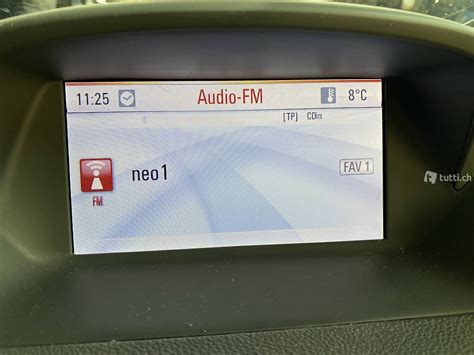 11:25 Audio-FM 8°C
[TP] CDin
neo1 FAV 1
FM
tutti.ch